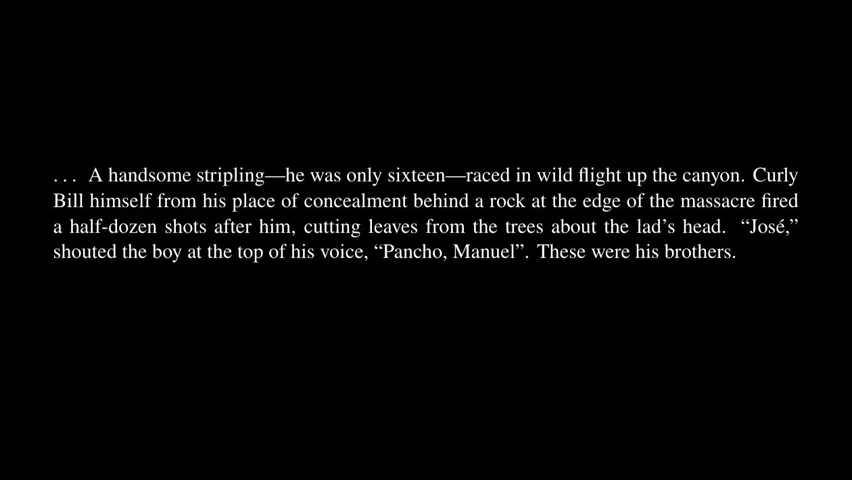 ... A handsome stripling—he was only sixteen—raced in wild flight up the canyon. Curly
Bill himself from his place of concealment behind a rock at the edge of the massacre fired
a half-dozen shots after him, cutting leaves from the trees about the lad’s head. “José,”
shouted the boy at the top of his voice, “Pancho, Manuel”. These were his brothers.